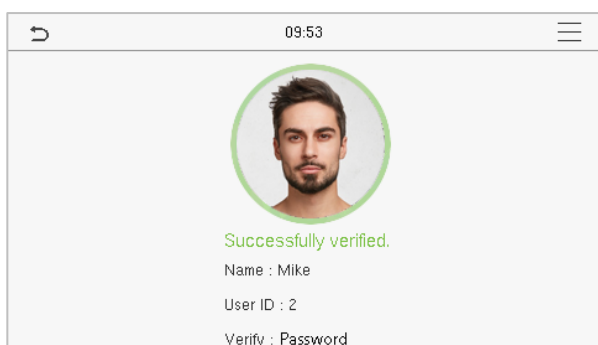 09:53
Successfully verified.
Name : Mike
User ID : 2
Verify : Password